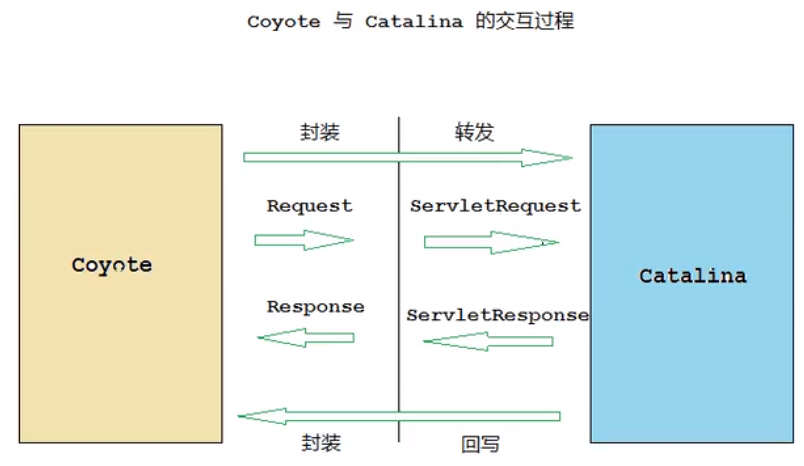 Coyote 与 Catalina 的交互过程
封装 转发
Request ServletRequest
Coyote Catalina
Response ServletResponse
封装 回写